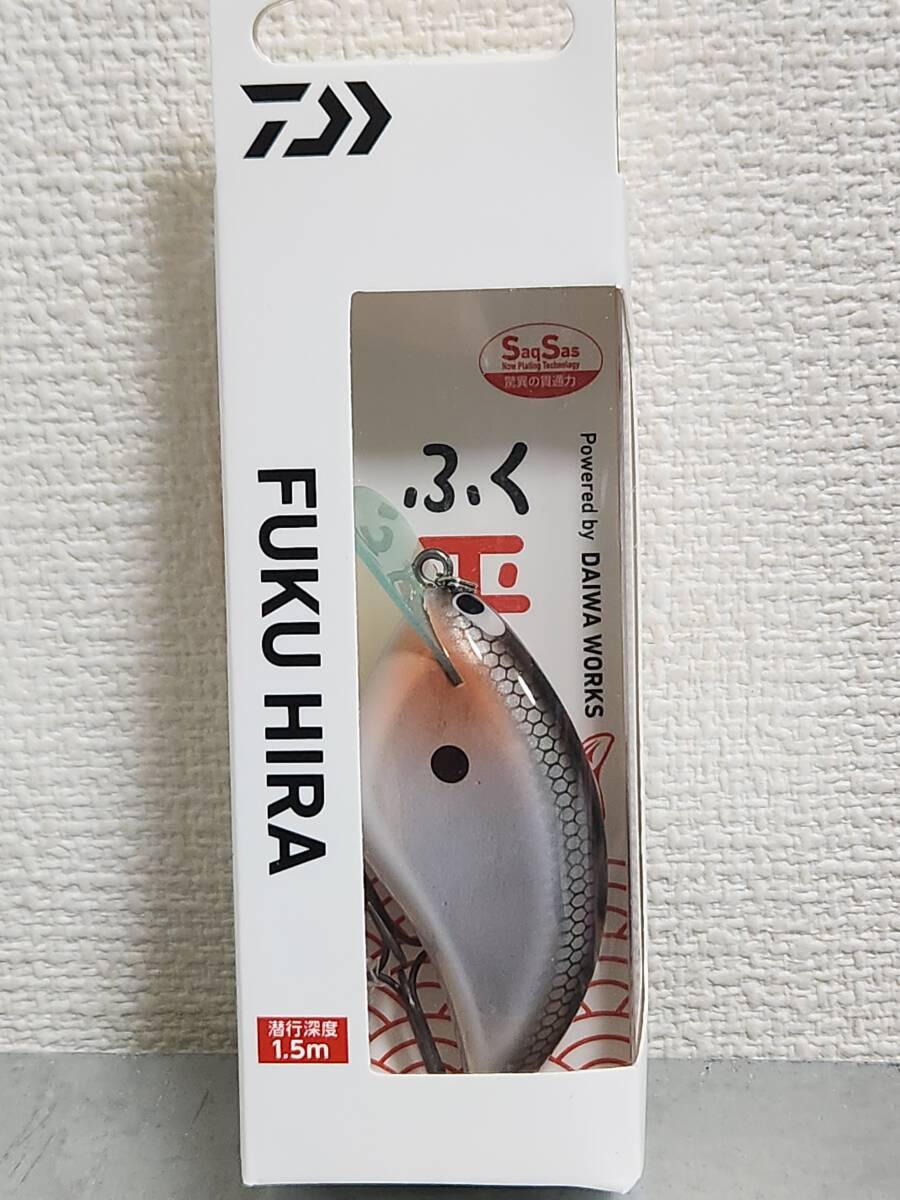 SaqSas
New Plating Technology
驚異の貫通力
ふく
Powered by DAIWA WORKS
FUKU HIRA
潜行深度
1.5m